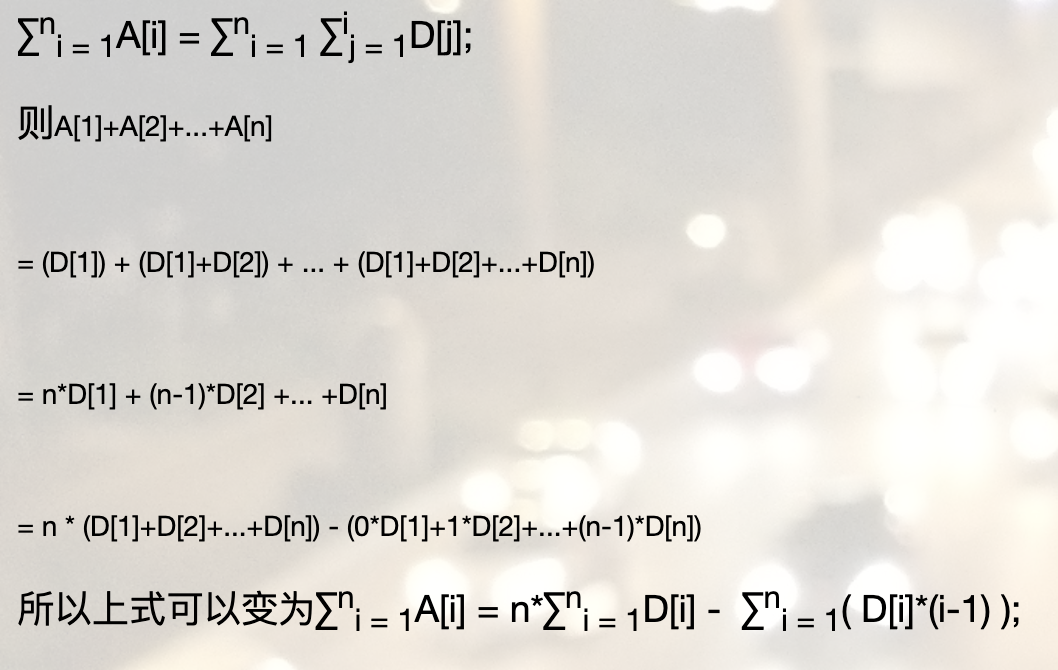 ∑ⁿᵢ ₌ ₁A[i] = ∑ⁿᵢ ₌ ₁ ∑ⁱⱼ ₌ ₁D[j];
则A[1]+A[2]+...+A[n]
= (D[1]) + (D[1]+D[2]) + ... + (D[1]+D[2]+...+D[n])
= n*D[1] + (n-1)*D[2] +... +D[n]
= n * (D[1]+D[2]+...+D[n]) - (0*D[1]+1*D[2]+...+(n-1)*D[n])
所以上式可以变为∑ⁿᵢ ₌ ₁A[i] = n*∑ⁿᵢ ₌ ₁D[i] - ∑ⁿᵢ ₌ ₁( D[i]*(i-1) );